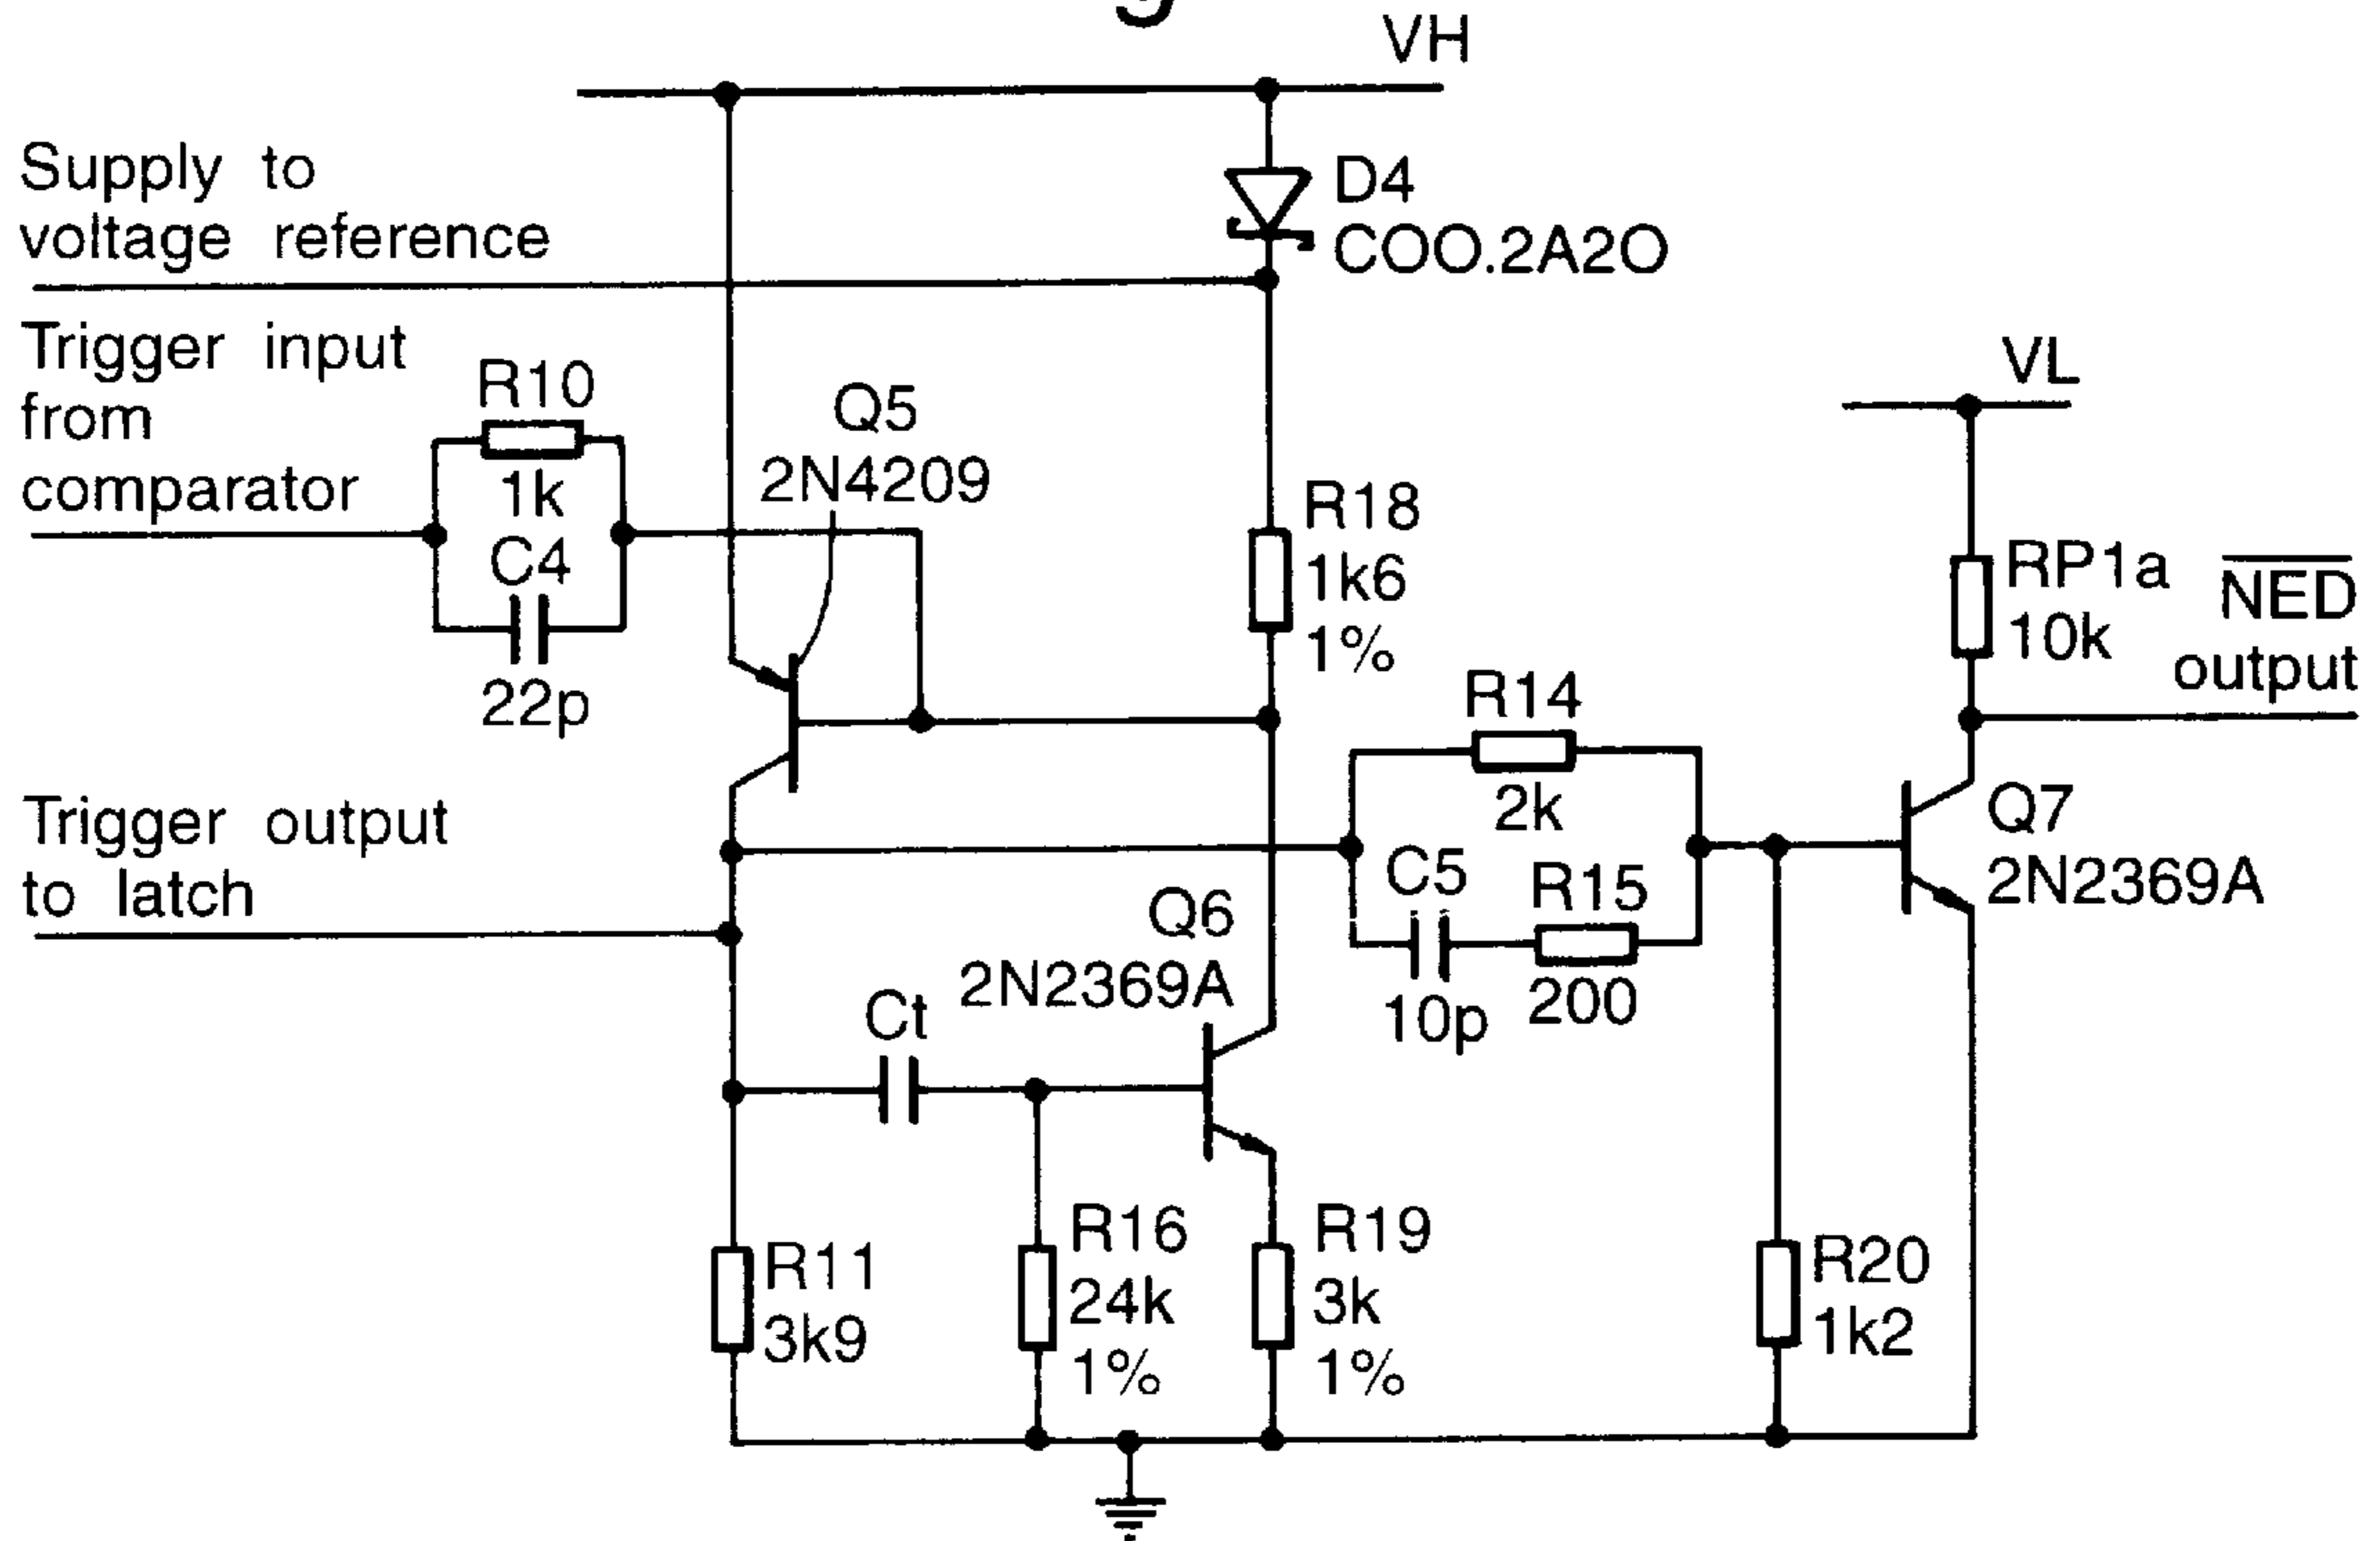 VH
Supply to
voltage reference
D4
COO.2A2O
Trigger input
from
comparator
R10
1k
C4
22p
Q5
2N4209
R18
1k6
1%
VL
RP1a
10k
NED
output
R14
2k
C5
10p
R15
200
Q7
2N2369A
Trigger output
to latch
Q6
2N2369A
Ct
R11
3k9
R16
24k
1%
R19
3k
1%
R20
1k2